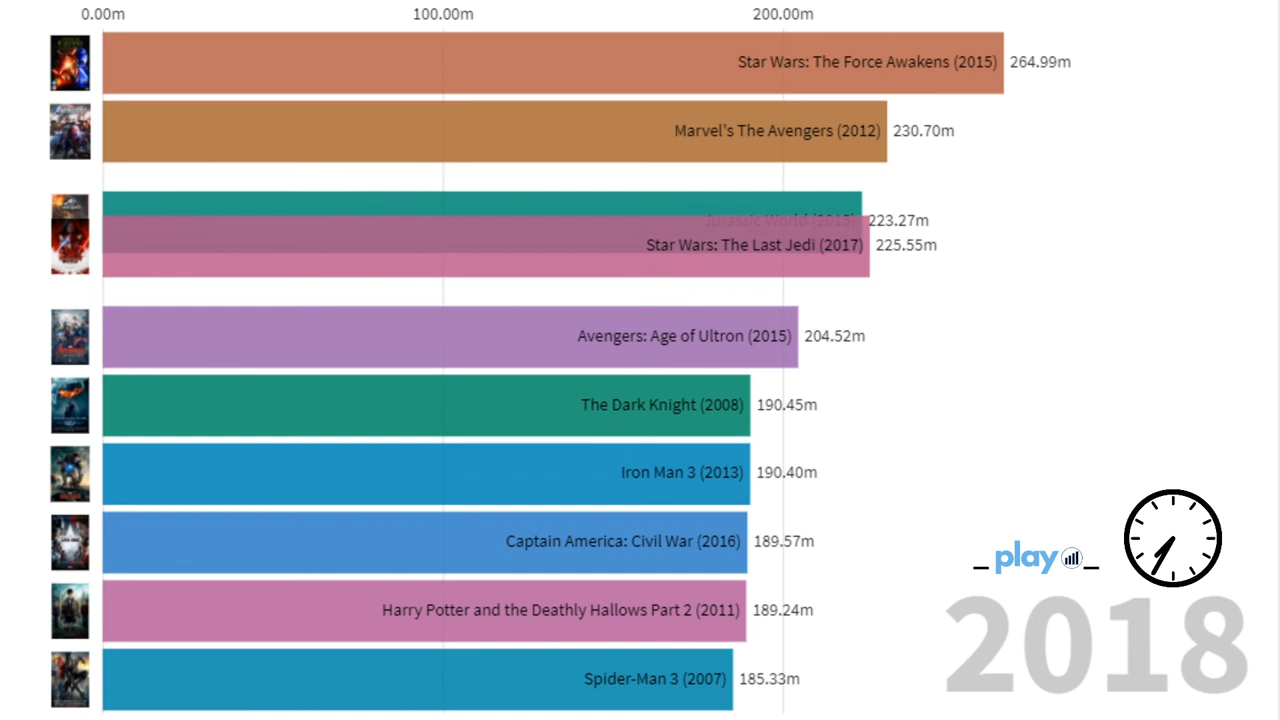 0.00m 100.00m 200.00m
Star Wars: The Force Awakens (2015) 264.99m
Marvel's The Avengers (2012) 230.70m
Jurassic World (2015) 223.27m
Star Wars: The Last Jedi (2017) 225.55m
Avengers: Age of Ultron (2015) 204.52m
The Dark Knight (2008) 190.45m
Iron Man 3 (2013) 190.40m
Captain America: Civil War (2016) 189.57m
_ play _
Harry Potter and the Deathly Hallows Part 2 (2011) 189.24m
2018
Spider-Man 3 (2007) 185.33m